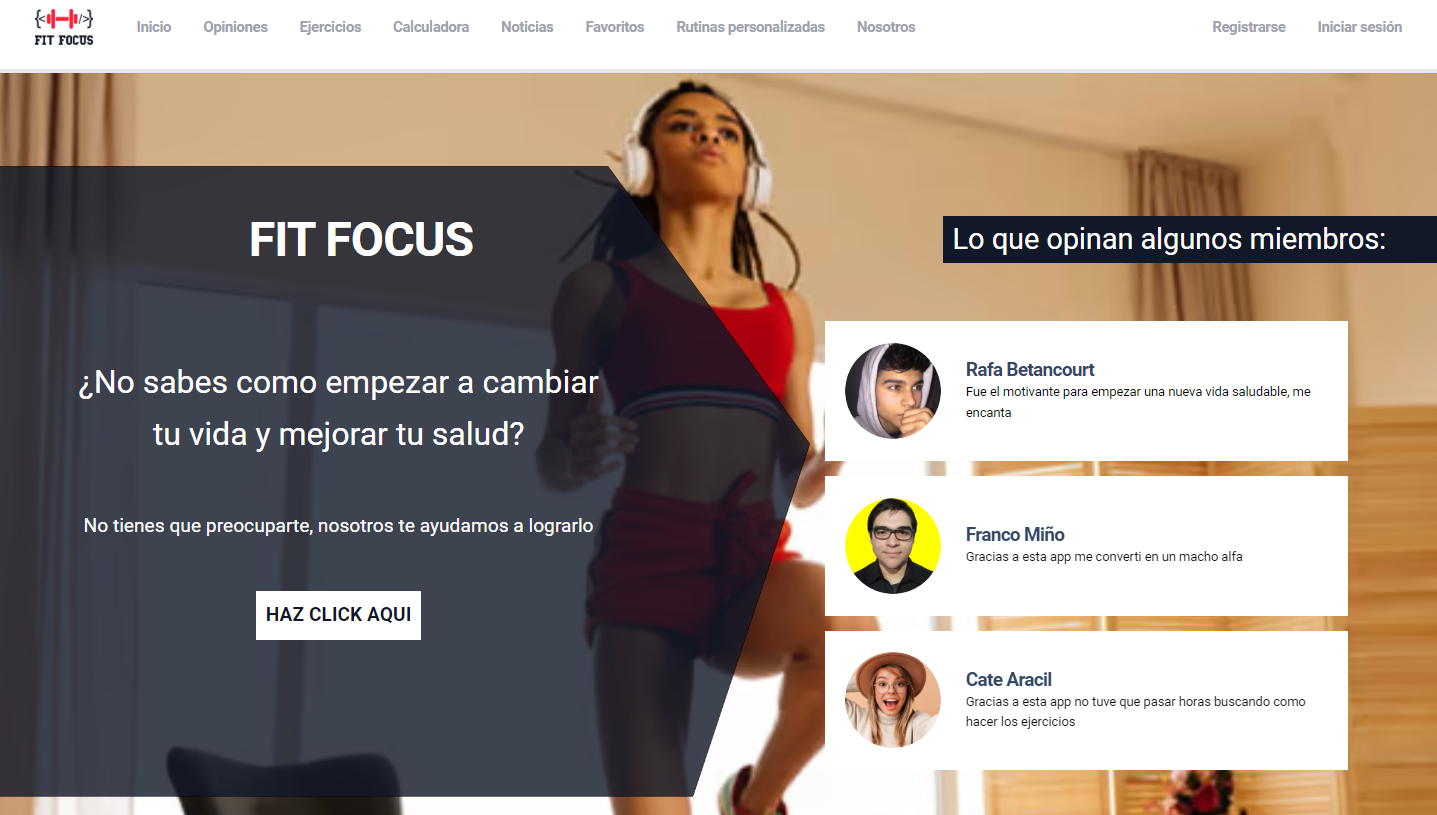 {</>}
FIT FOCUS
Inicio
Opiniones
Ejercicios
Calculadora
Noticias
Favoritos
Rutinas personalizadas
Nosotros
Registrarse
Iniciar sesión
FIT FOCUS
¿No sabes como empezar a cambiar
tu vida y mejorar tu salud?
No tienes que preocuparte, nosotros te ayudamos a lograrlo
HAZ CLICK AQUI
Lo que opinan algunos miembros:
Rafa Betancourt
Fue el motivante para empezar una nueva vida saludable, me
encanta
Franco Miño
Gracias a esta app me converti en un macho alfa
Cate Aracil
Gracias a esta app no tuve que pasar horas buscando como
hacer los ejercicios